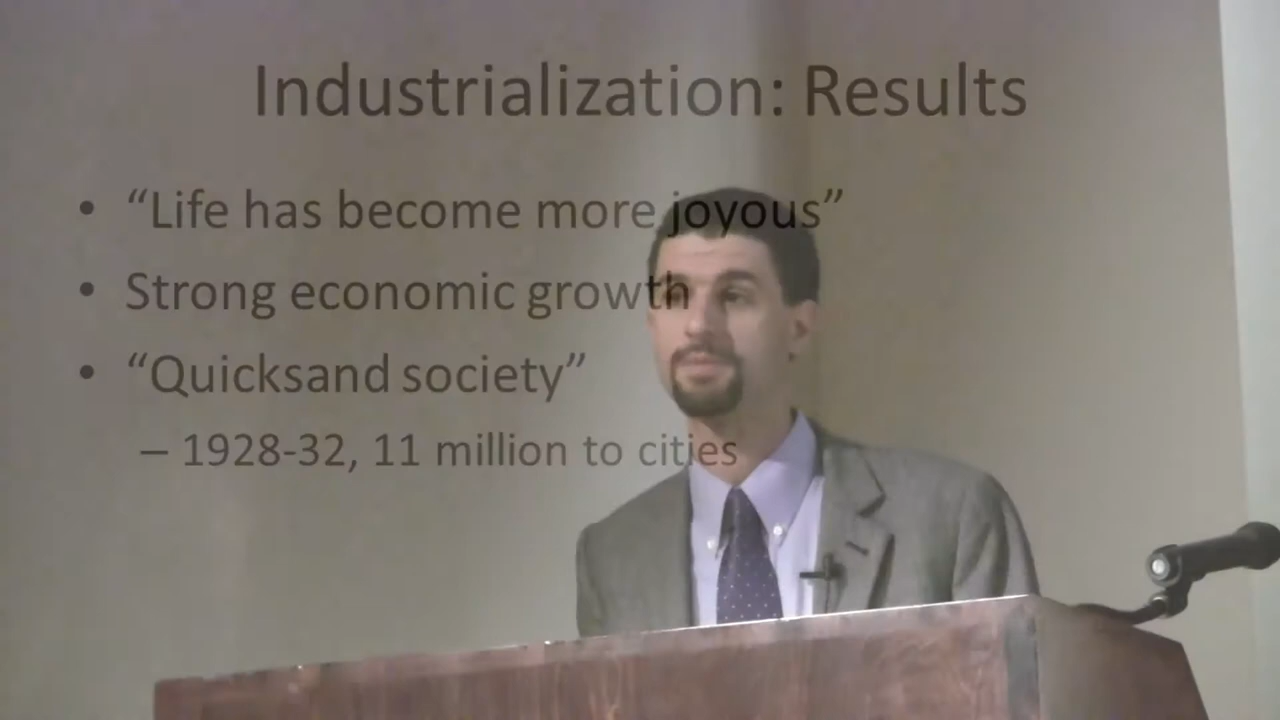 Industrialization: Results
• “Life has become more joyous”
• Strong economic growth
• “Quicksand society”
– 1928-32, 11 million to cities